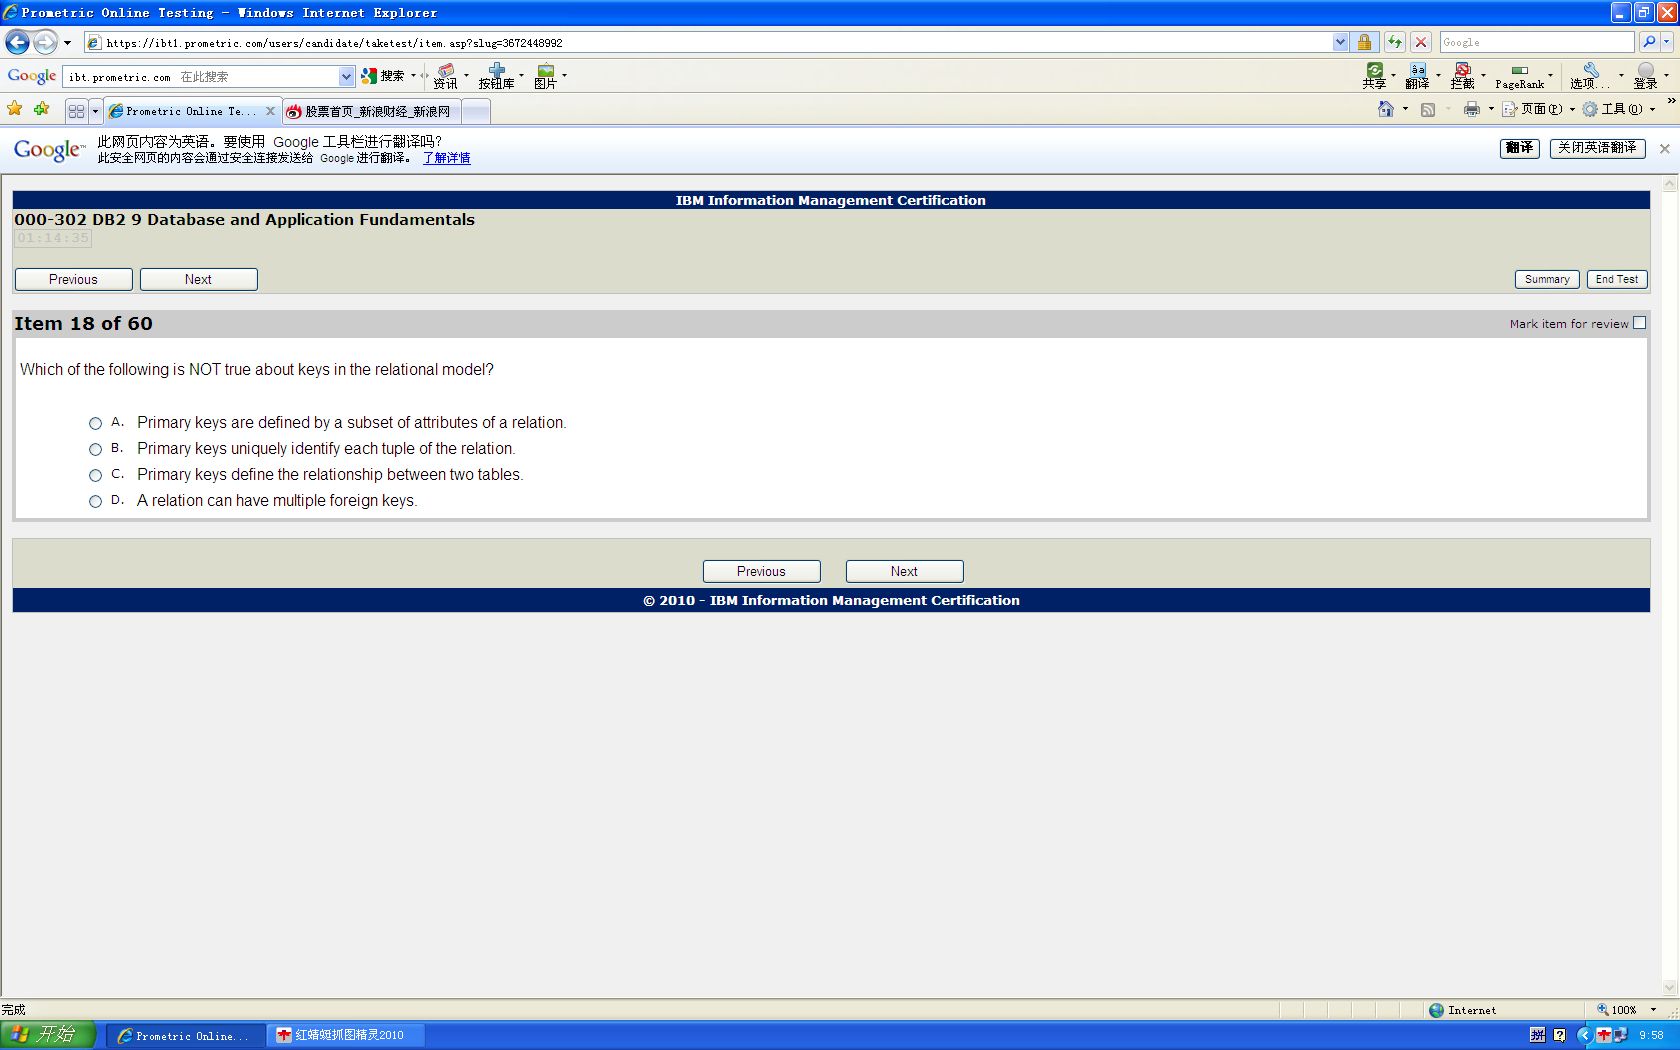 Prometric Online Testing - Windows Internet Explorer
https://ibt1.prometric.com/users/candidate/taketest/item.asp?slug=3672448992
Google
Google ibt.prometric.com 在此搜索 搜索 资讯 按钮库 图片 共享 翻译 拦截 PageRank 选项... 登录
Prometric Online Te... 股票首页_新浪财经_新浪网 页面(P) 工具(O)
Google 此网页内容为英语。要使用 Google 工具栏进行翻译吗? 翻译 关闭英语翻译
此安全网页的内容会通过安全连接发送给 Google 进行翻译。 了解详情
IBM Information Management Certification
000-302 DB2 9 Database and Application Fundamentals
01:14:35
Previous Next Summary End Test
Item 18 of 60 Mark item for review
Which of the following is NOT true about keys in the relational model?
A. Primary keys are defined by a subset of attributes of a relation.
B. Primary keys uniquely identify each tuple of the relation.
C. Primary keys define the relationship between two tables.
D. A relation can have multiple foreign keys.
Previous Next
© 2010 - IBM Information Management Certification
完成 Internet 100%
开始 Prometric Online... 红蜻蜓抓图精灵2010 拼 9:58